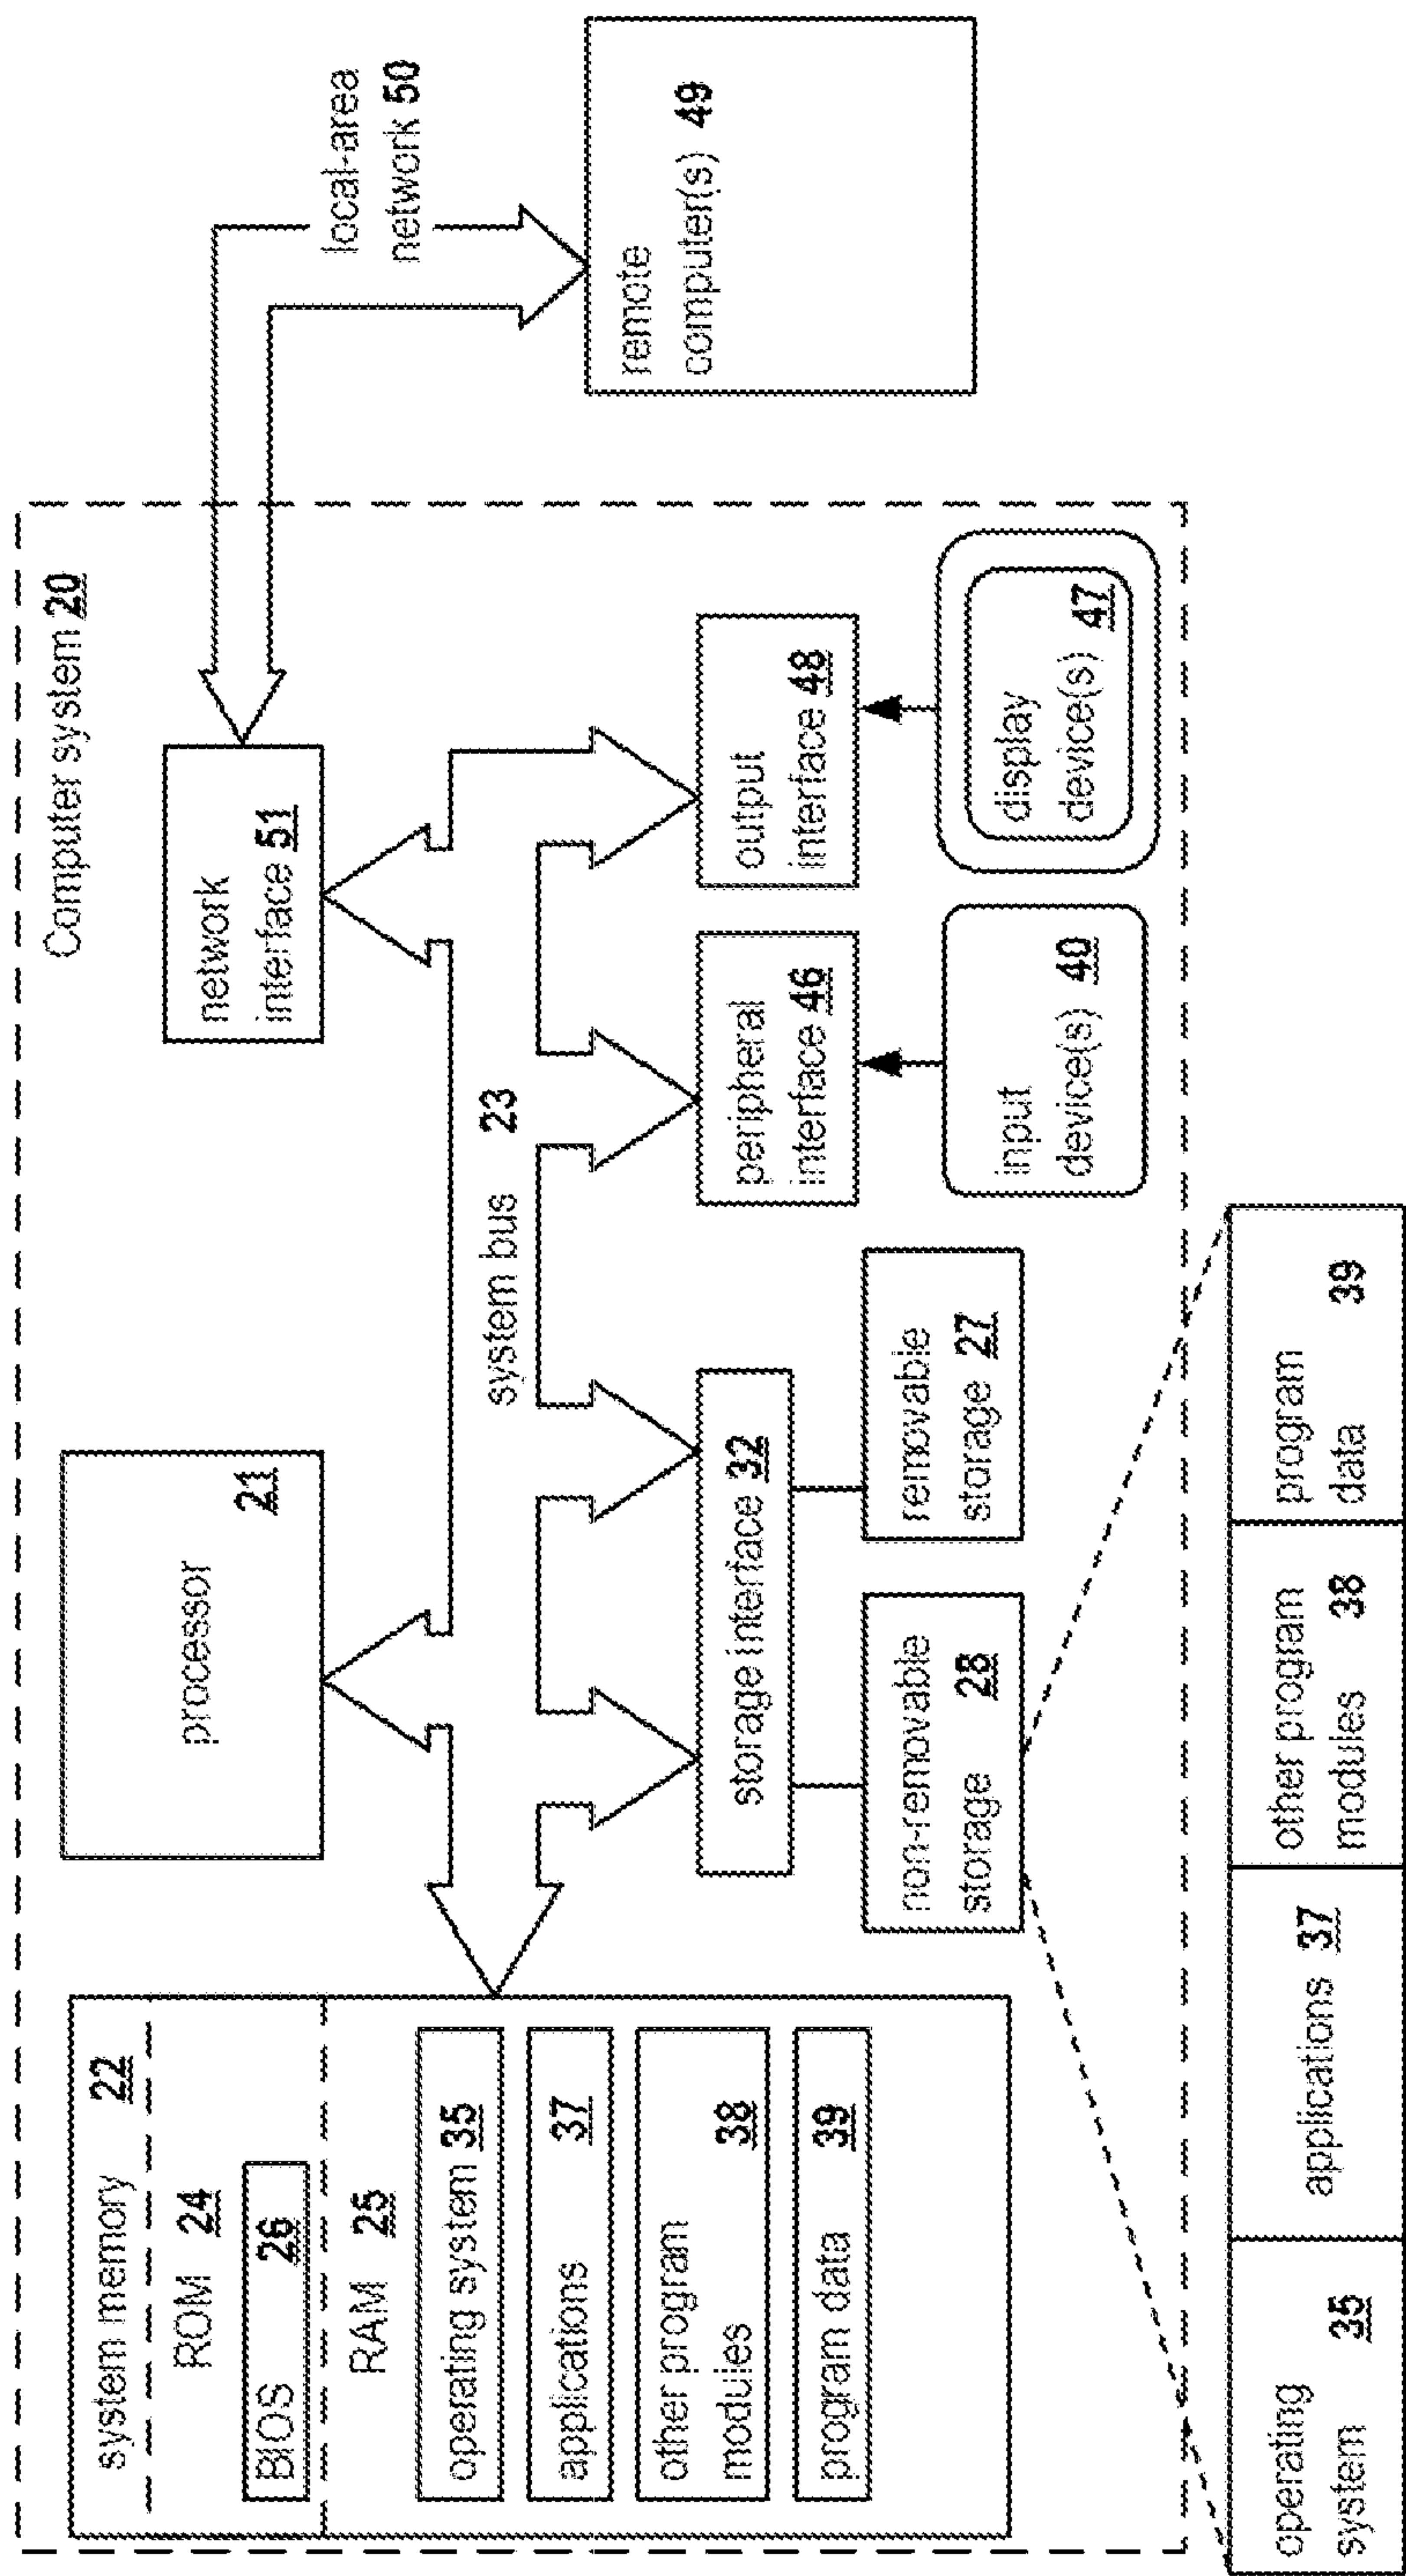 Computer system 20
system memory 22
ROM 24
BIOS 26
RAM 25
operating system 35
applications 37
other program
modules 38
program data 39
processor
21
network
interface 51
local-area
network 50
system bus 23
storage interface 32
peripheral
interface 46
output
interface 48
remote
computer(s) 49
non-removable
storage 28
removable
storage 27
input
device(s) 40
display
device(s) 47
operating
system 35
applications 37
other program
modules 38
program
data 39